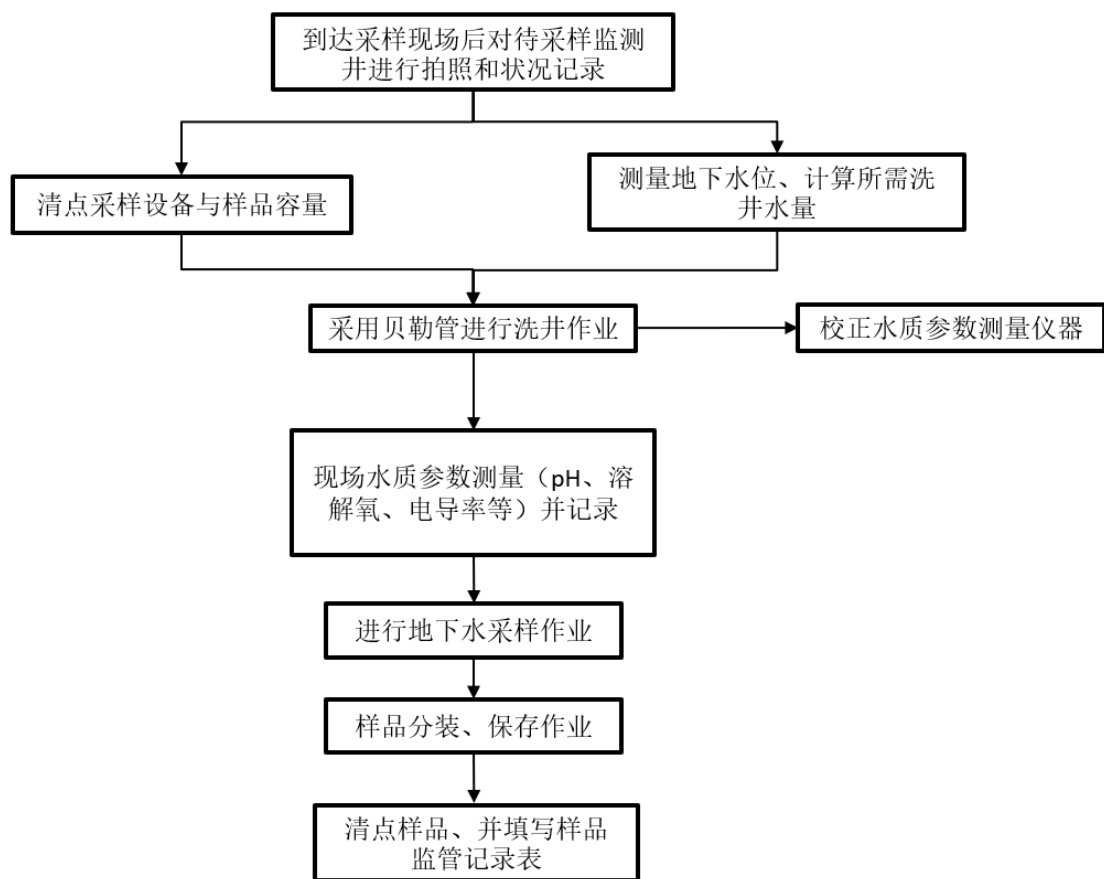 到达采样现场后对待采样监测
井进行拍照和状况记录
清点采样设备与样品容量
测量地下水位、计算所需洗
井水量
采用贝勒管进行洗井作业
校正水质参数测量仪器
现场水质参数测量（pH、溶
解氧、电导率等）并记录
进行地下水采样作业
样品分装、保存作业
清点样品、并填写样品
监管记录表